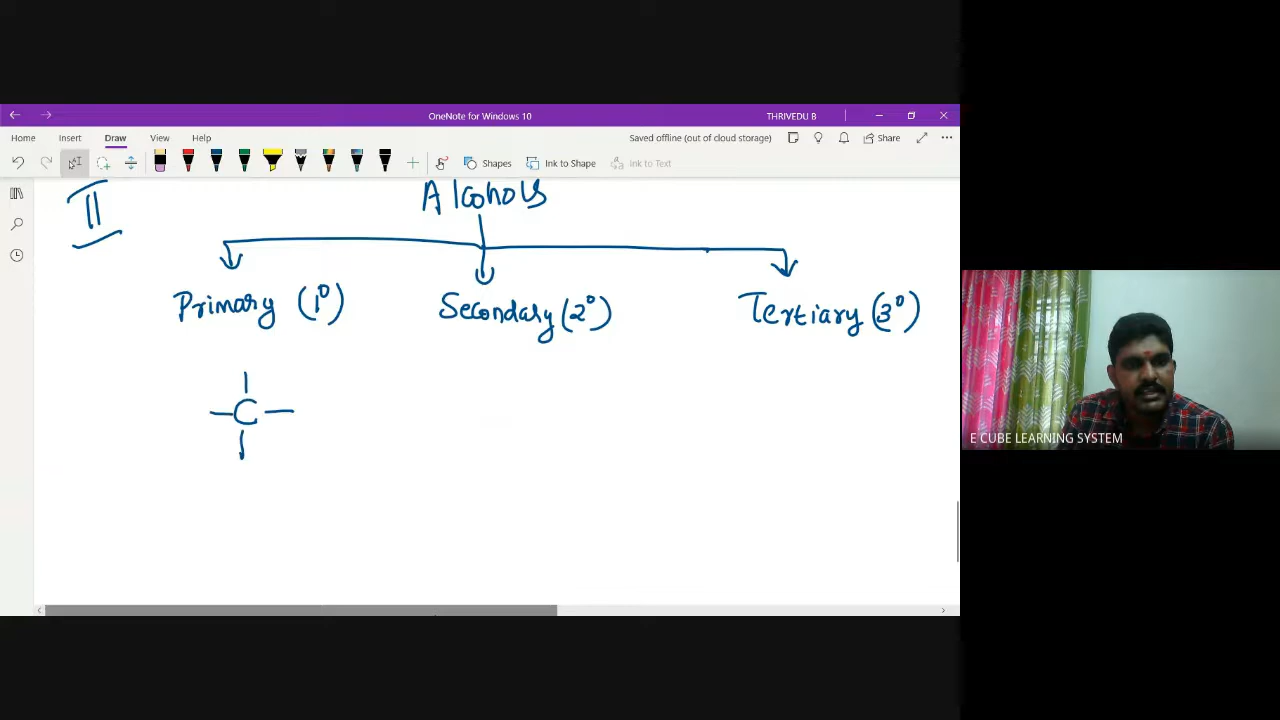 OneNote for Windows 10
THRIVEDU B
Home Insert Draw View Help
Saved offline (out of cloud storage)
Share
Shapes
Ink to Shape
Ink to Text
II
Alcohols
Primary (1°) Secondary (2°) Tertiary (3°)
C
E CUBE LEARNING SYSTEM